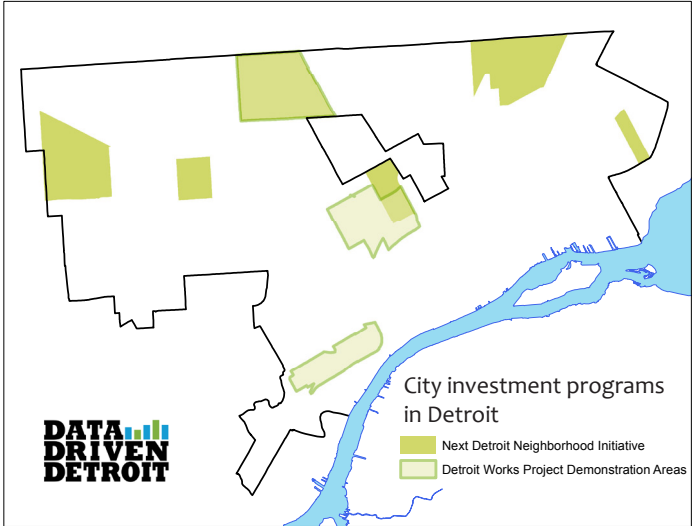 City investment programs
in Detroit
Next Detroit Neighborhood Initiative
Detroit Works Project Demonstration Areas
DATA
DRIVEN
DETROIT